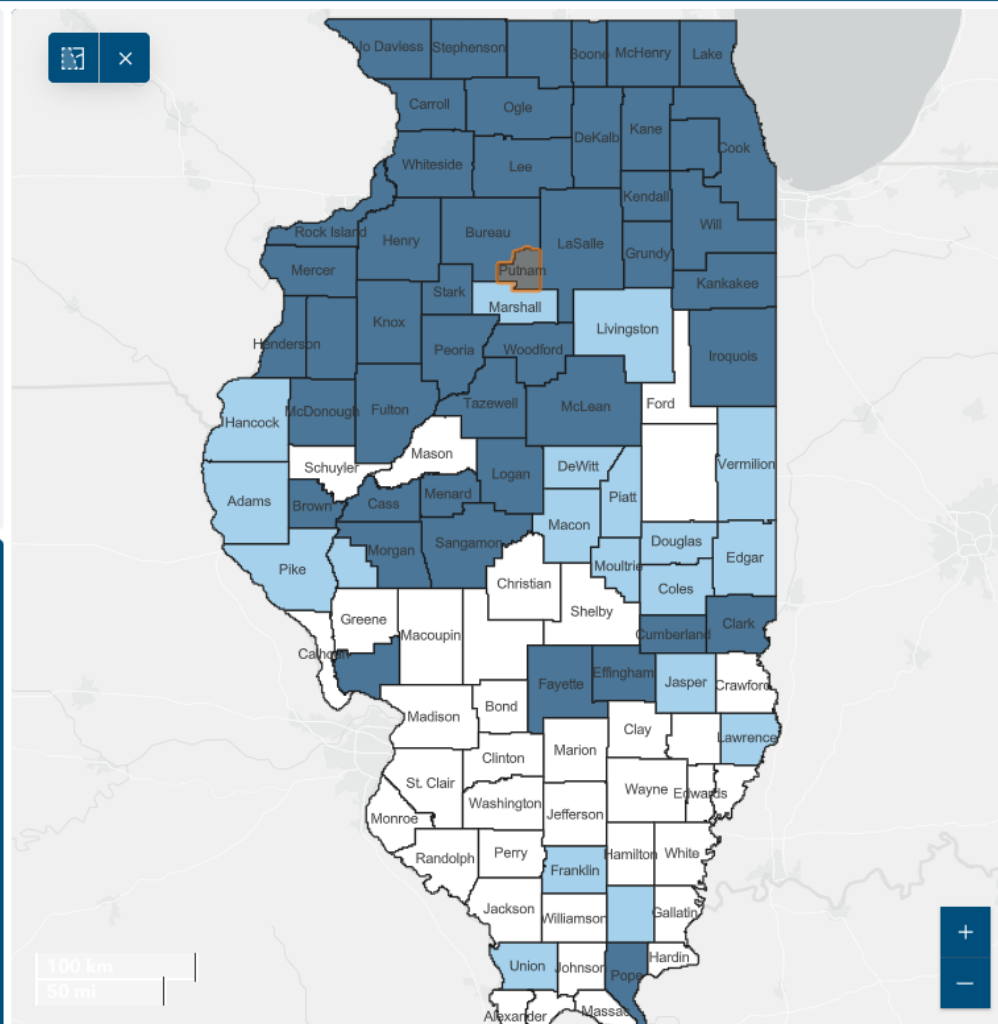 Jo Davless
Stephenson
Boone
McHenry
Lake
Carroll
Ogle
DeKalb
Kane
Cook
Whiteside
Lee
Kendall
Rock Island
Henry
Bureau
LaSalle
Will
Grundy
Mercer
Putnam
Kankakee
Stark
Marshall
Knox
Livingston
Henderson
Peoria
Woodford
Iroquois
McDonough
Fulton
Tazewell
McLean
Ford
Hancock
Mason
Schuyler
Logan
DeWitt
Vermilion
Adams
Brown
Cass
Menard
Piatt
Macon
Morgan
Sangamon
Douglas
Edgar
Pike
Christian
Moultrie
Coles
Greene
Shelby
Macoupin
Cumberland
Clark
Calhoun
Fayette
Effingham
Jasper
Crawford
Madison
Bond
Clay
Lawrence
Marion
Clinton
St. Clair
Wayne
Edwards
Washington
Jefferson
Monroe
Randolph
Perry
Hamilton
White
Franklin
Jackson
Williamson
Gallatin
Union
Johnson
Pope
Hardin
Alexander
Massac
100 km
50 mi
+
−